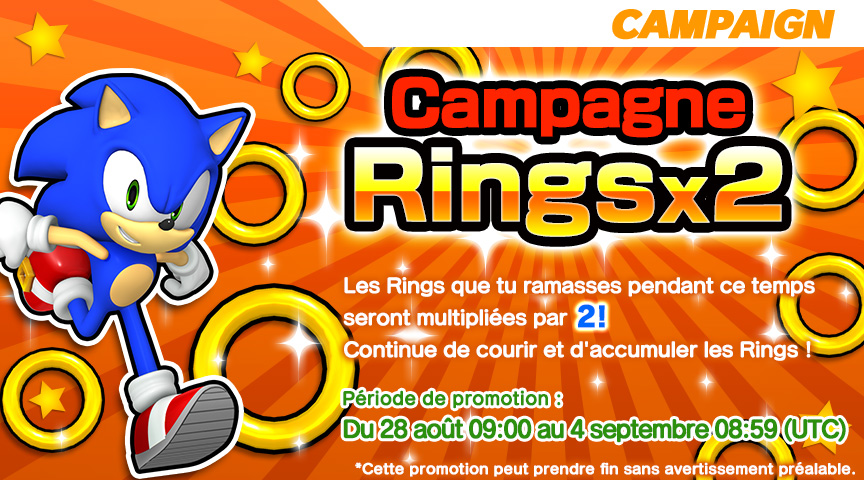 CAMPAIGN
Campagne
Ringsx2
Les Rings que tu ramasses pendant ce temps
seront multipliées par 2!
Continue de courir et d'accumuler les Rings !
Période de promotion :
Du 28 août 09:00 au 4 septembre 08:59 (UTC)
*Cette promotion peut prendre fin sans avertissement préalable.